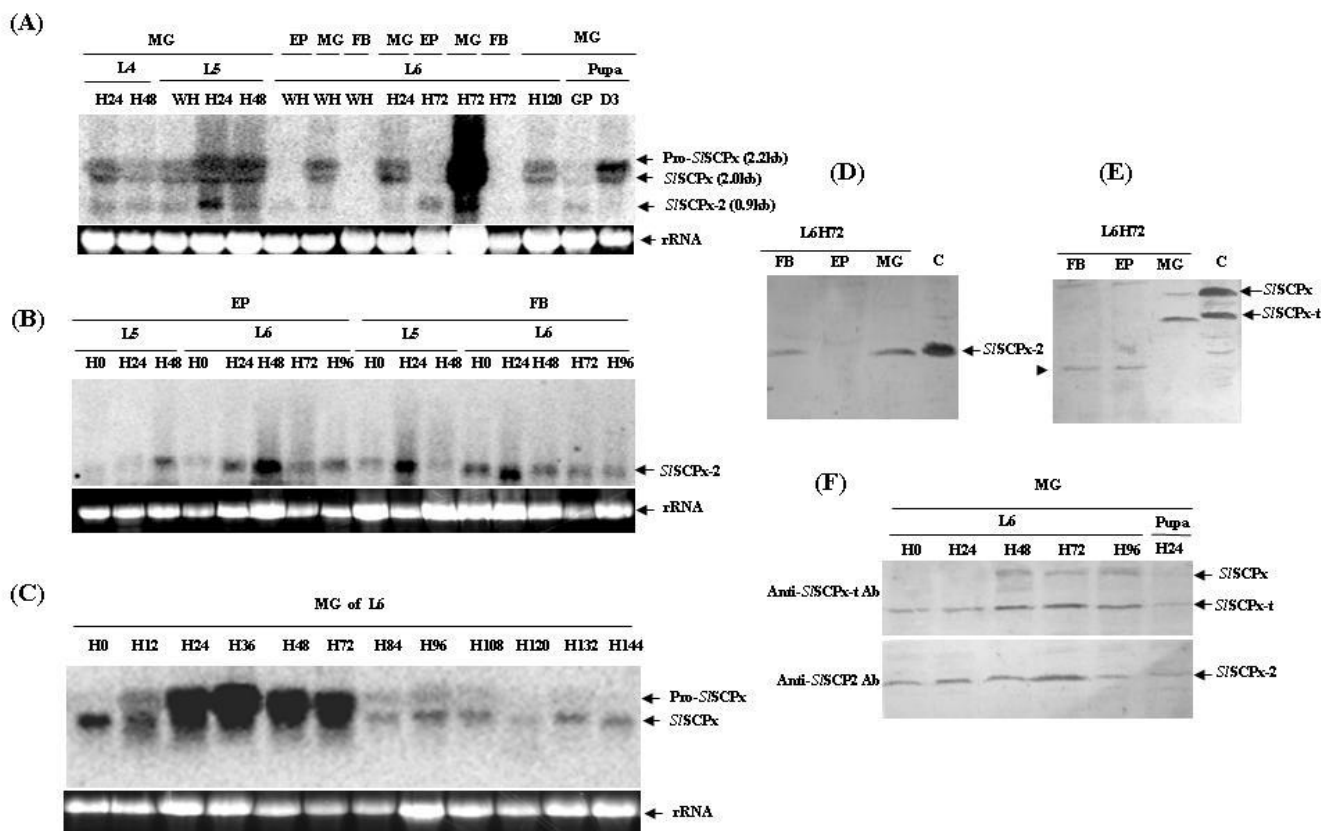 (A)
MG EP MG FB MG EP MG FB MG
L4 L5 L6 Pupa
H24 H48 WH H24 H48 WH WH WH H24 H72 H72 H72 H120 GP D3
Pro-SlSCPx (2.2kb)
SlSCPx (2.0kb)
SlSCPx-2 (0.9kb)
rRNA
(B)
EP FB
L5 L6 L5 L6
H0 H24 H48 H0 H24 H48 H72 H96 H0 H24 H48 H0 H24 H48 H72 H96
SlSCPx-2
rRNA
(C)
MG of L6
H0 H12 H24 H36 H48 H72 H84 H96 H108 H120 H132 H144
Pro-SlSCPx
SlSCPx
rRNA
(D)
L6H72
FB EP MG C
SlSCPx-2
(E)
L6H72
FB EP MG C
SlSCPx
SlSCPx-t
(F)
MG
L6 Pupa
H0 H24 H48 H72 H96 H24
Anti-SlSCPx-t Ab
SlSCPx
SlSCPx-t
Anti-SlSCP2 Ab
SlSCPx-2